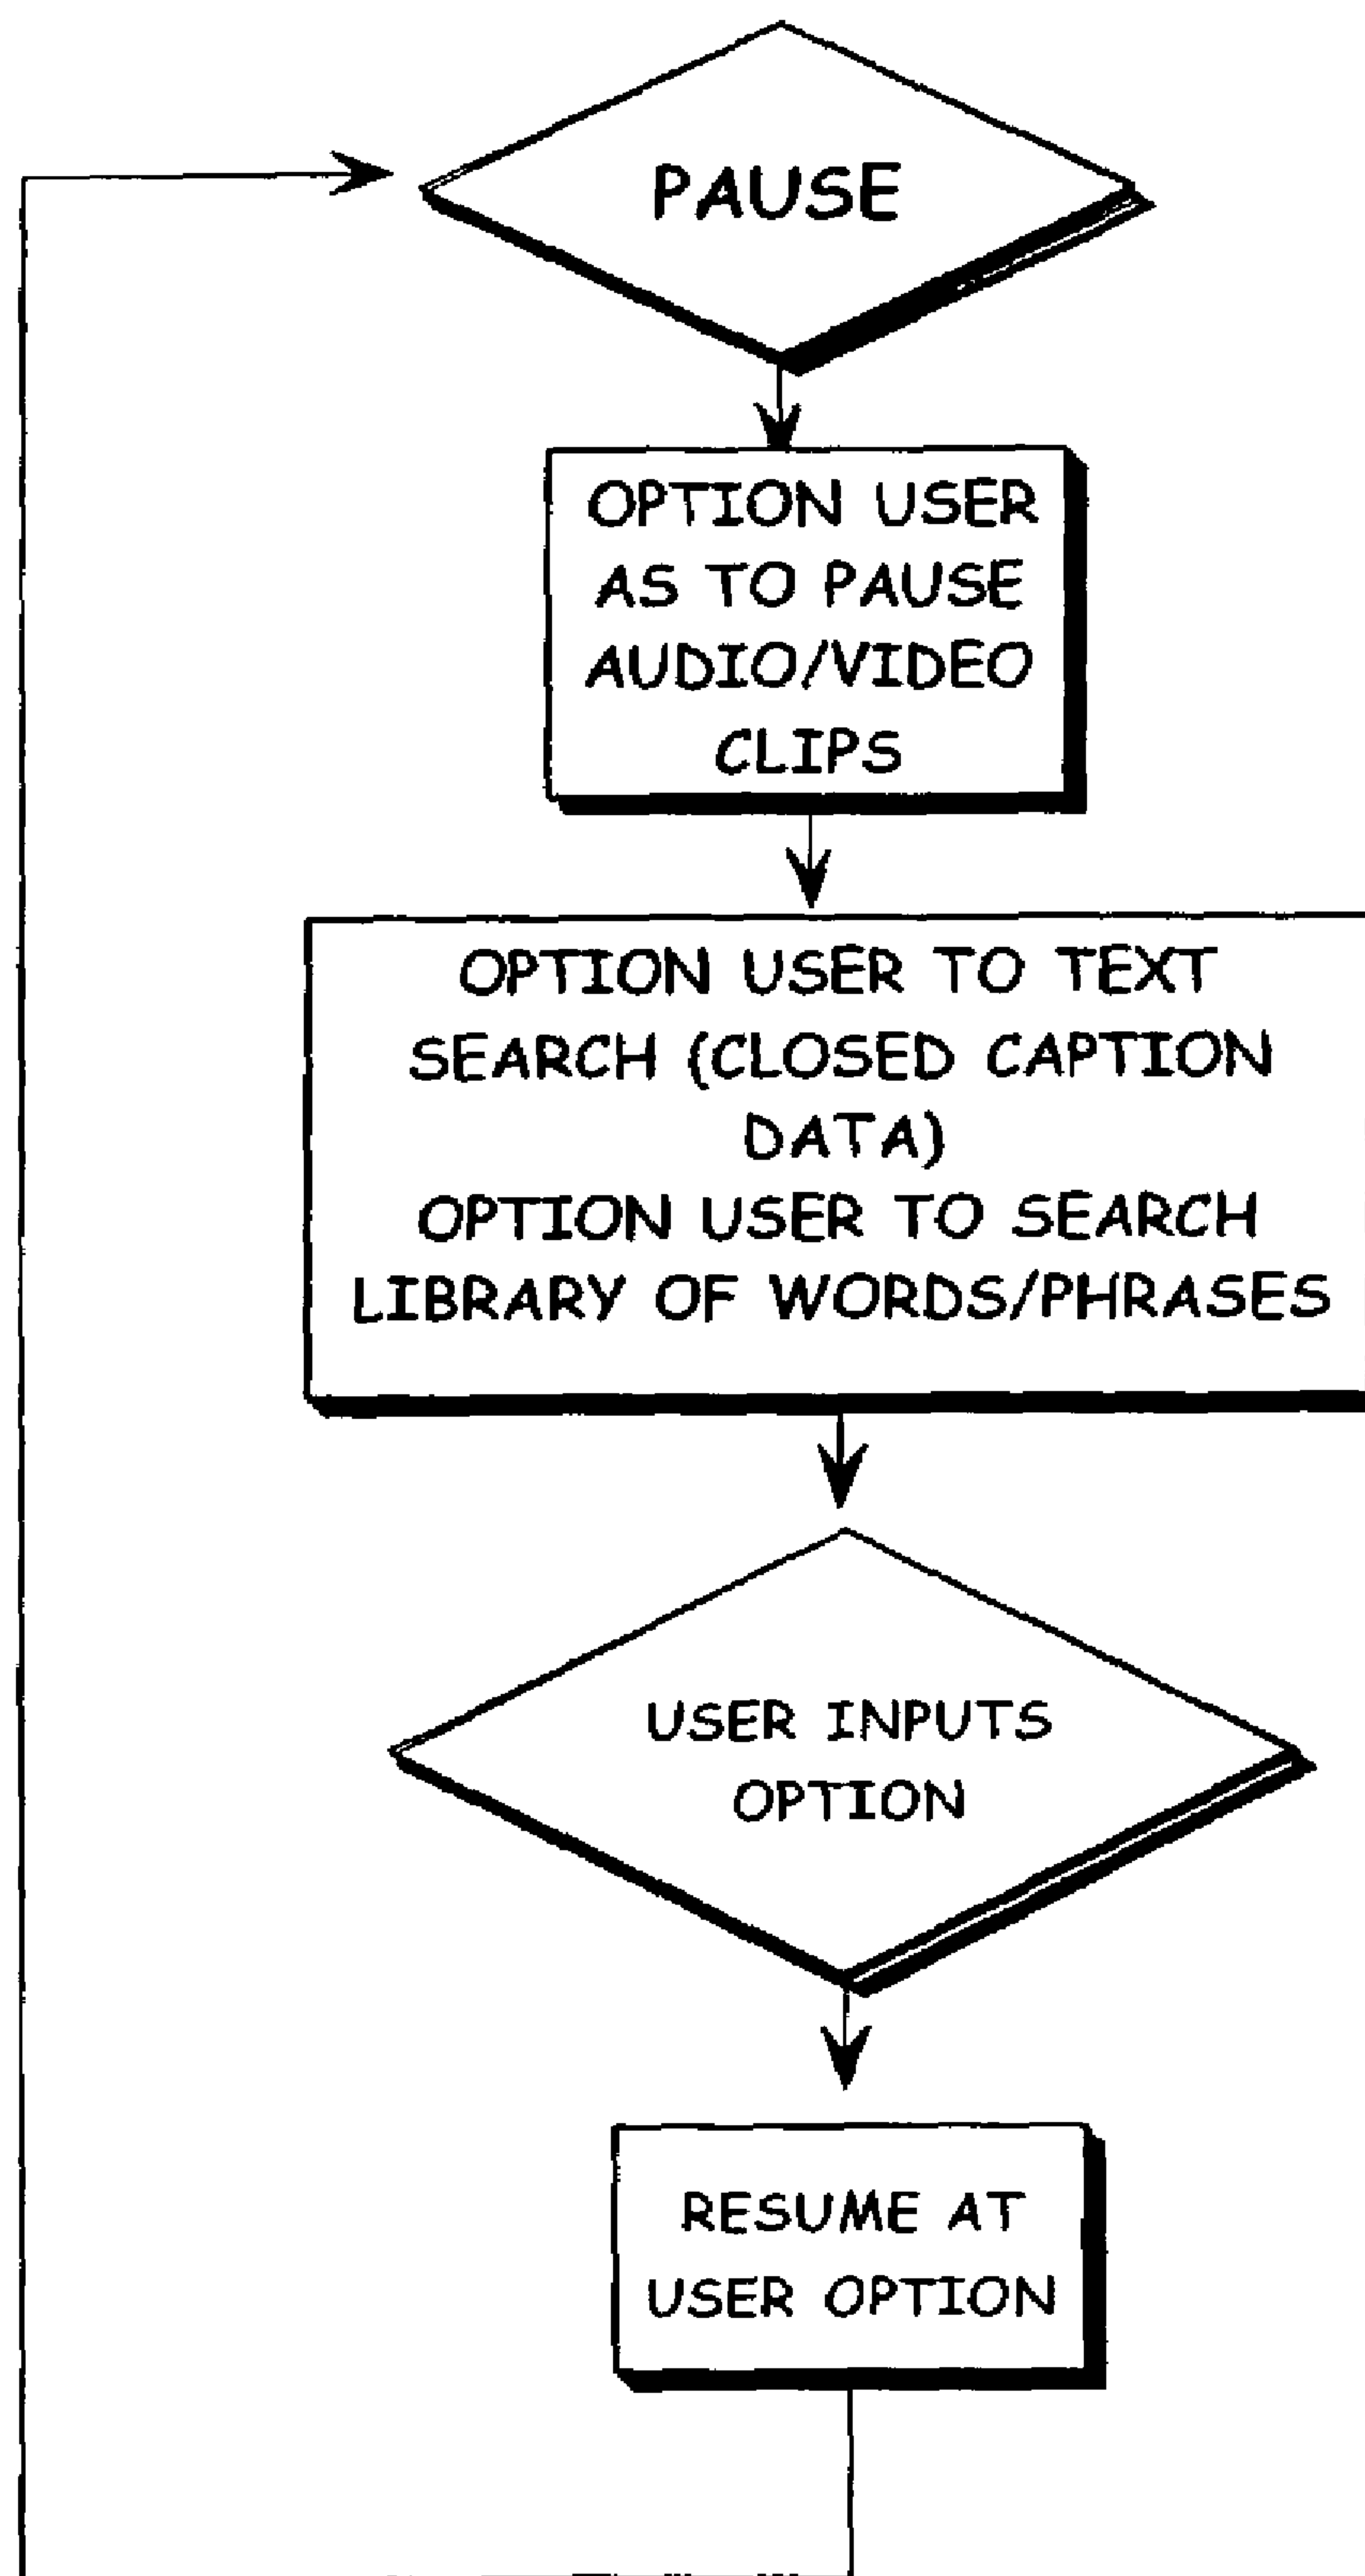 PAUSE
OPTION USER
AS TO PAUSE
AUDIO/VIDEO
CLIPS
OPTION USER TO TEXT
SEARCH (CLOSED CAPTION
DATA)
OPTION USER TO SEARCH
LIBRARY OF WORDS/PHRASES
USER INPUTS
OPTION
RESUME AT
USER OPTION